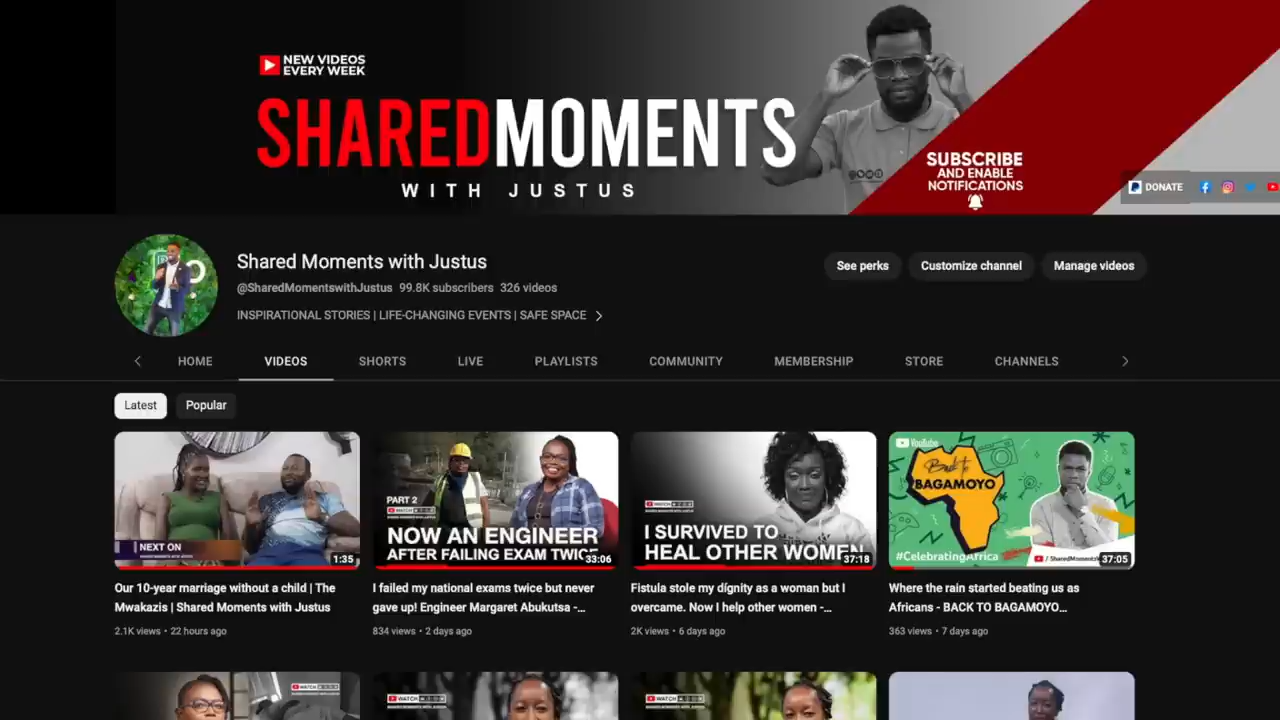 NEW VIDEOS
EVERY WEEK
SHAREDMOMENTS
WITH JUSTUS
SUBSCRIBE
AND ENABLE
NOTIFICATIONS
DONATE
Shared Moments with Justus
@SharedMomentswithJustus 99.8K subscribers 326 videos
INSPIRATIONAL STORIES | LIFE-CHANGING EVENTS | SAFE SPACE
See perks
Customize channel
Manage videos
HOME
VIDEOS
SHORTS
LIVE
PLAYLISTS
COMMUNITY
MEMBERSHIP
STORE
CHANNELS
Latest
Popular
NEXT ON
1:35
Our 10-year marriage without a child | The
Mwakazis | Shared Moments with Justus
2.1K views • 22 hours ago
PART 2
WATCH
NOW AN ENGINEER
AFTER FAILING EXAM TWICE
33:06
I failed my national exams twice but never
gave up! Engineer Margaret Abukutsa -...
834 views • 2 days ago
WATCH
I SURVIVED TO
HEAL OTHER WOMEN
37:18
Fistula stole my dígnity as a woman but I
overcame. Now I help other women -...
2K views • 6 days ago
YouTube
Back to
BAGAMOYO
#CelebratingAfrica
37:05
Where the rain started beating us as
Africans - BACK TO BAGAMOYO...
363 views • 7 days ago
WATCH
WATCH
WATCH